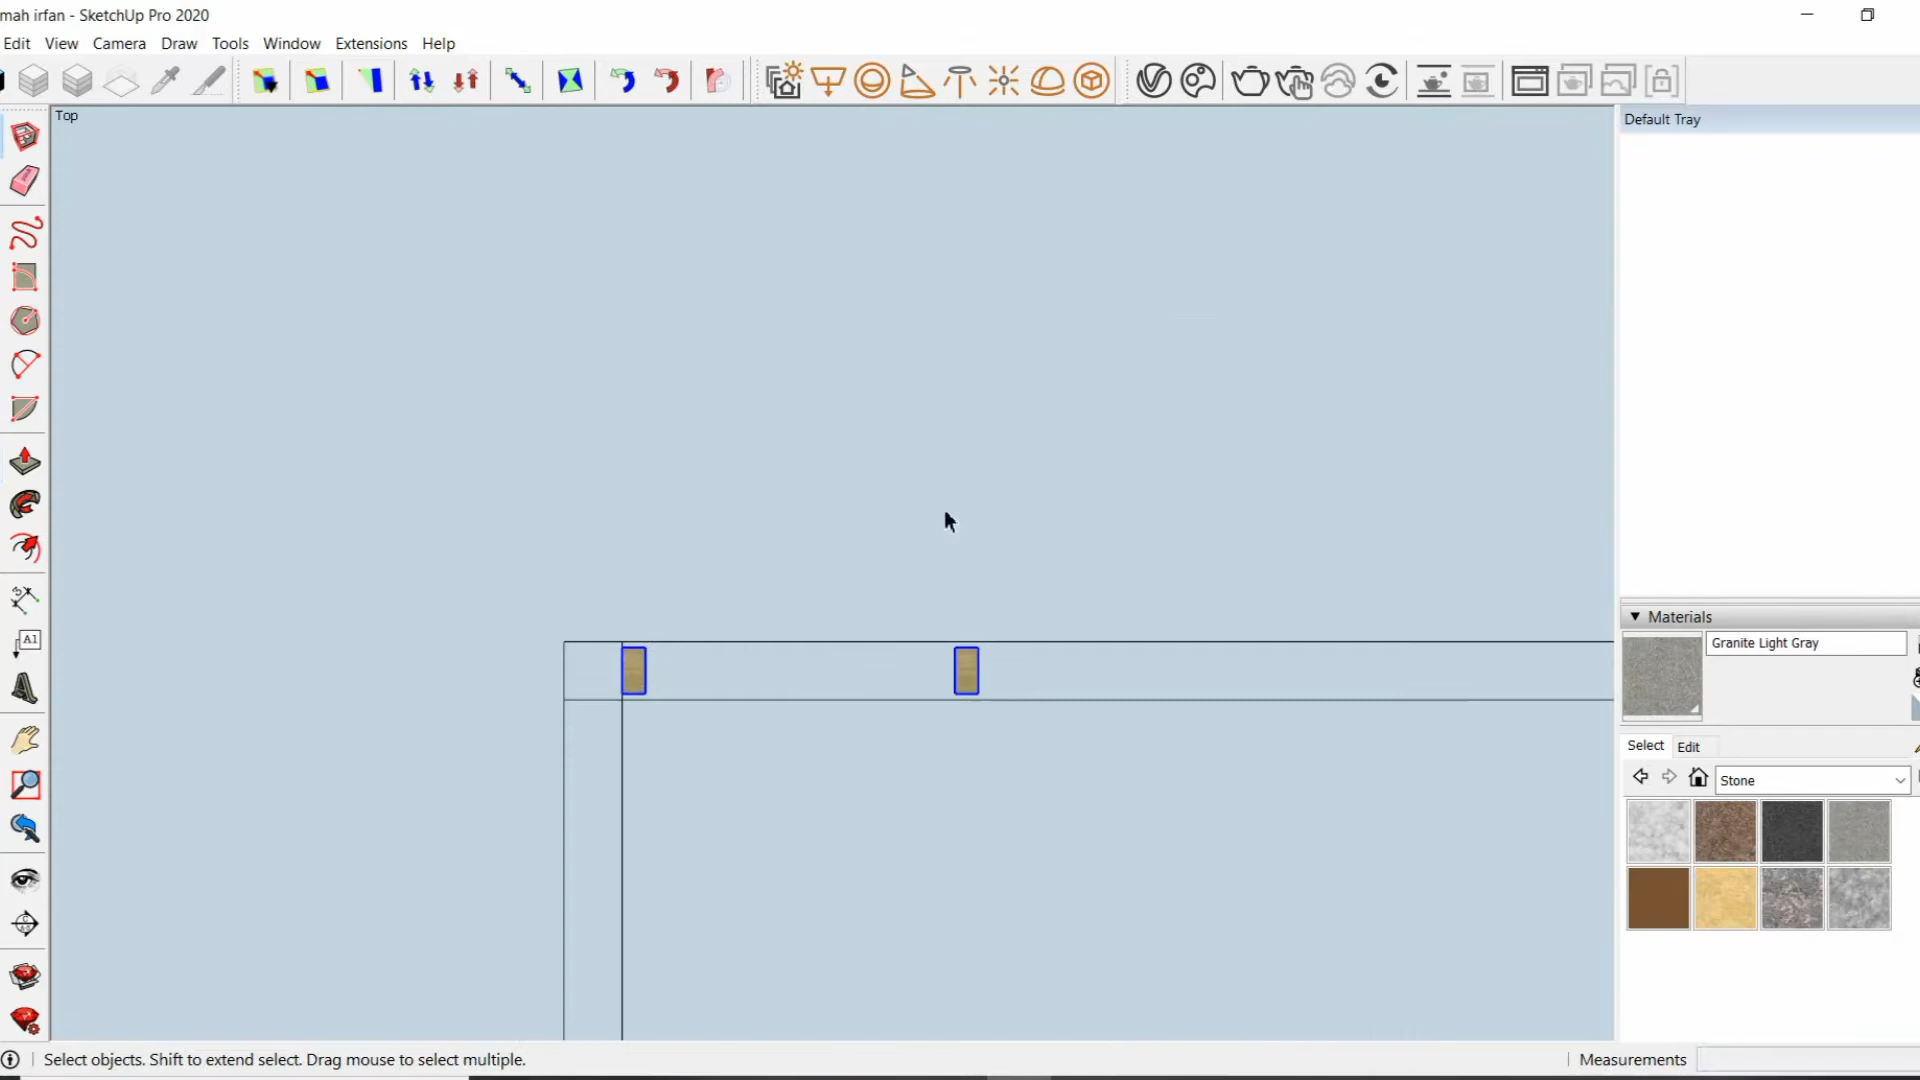 mah irfan - SketchUp Pro 2020
Edit View Camera Draw Tools Window Extensions Help
Top
Default Tray
A1
Materials
Granite Light Gray
Select Edit
Stone
Select objects. Shift to extend select. Drag mouse to select multiple.
Measurements